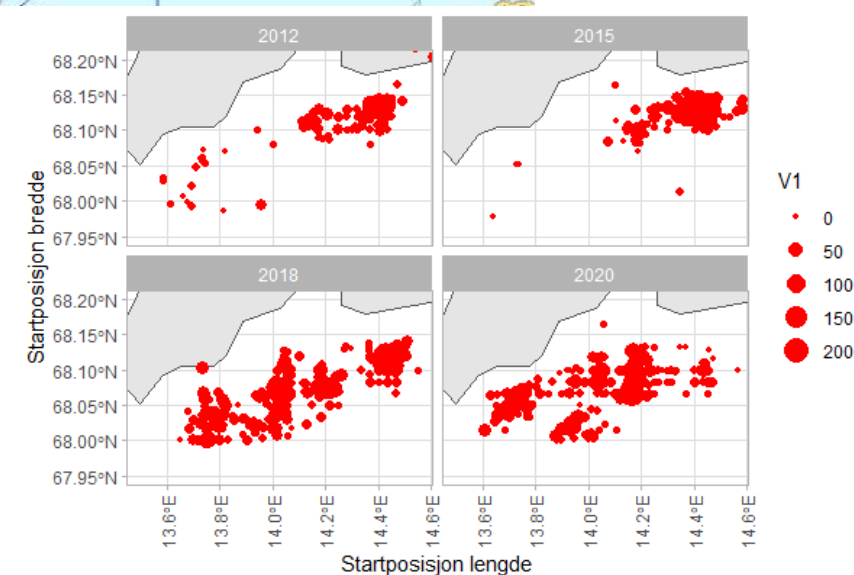 2012
2015
68.20°N
68.15°N
68.10°N
68.05°N
68.00°N
67.95°N
2018
2020
68.20°N
68.15°N
68.10°N
68.05°N
68.00°N
67.95°N
13.6°E
13.8°E
14.0°E
14.2°E
14.4°E
14.6°E
13.6°E
13.8°E
14.0°E
14.2°E
14.4°E
14.6°E
Startposisjon bredde
Startposisjon lengde
V1
0
50
100
150
200